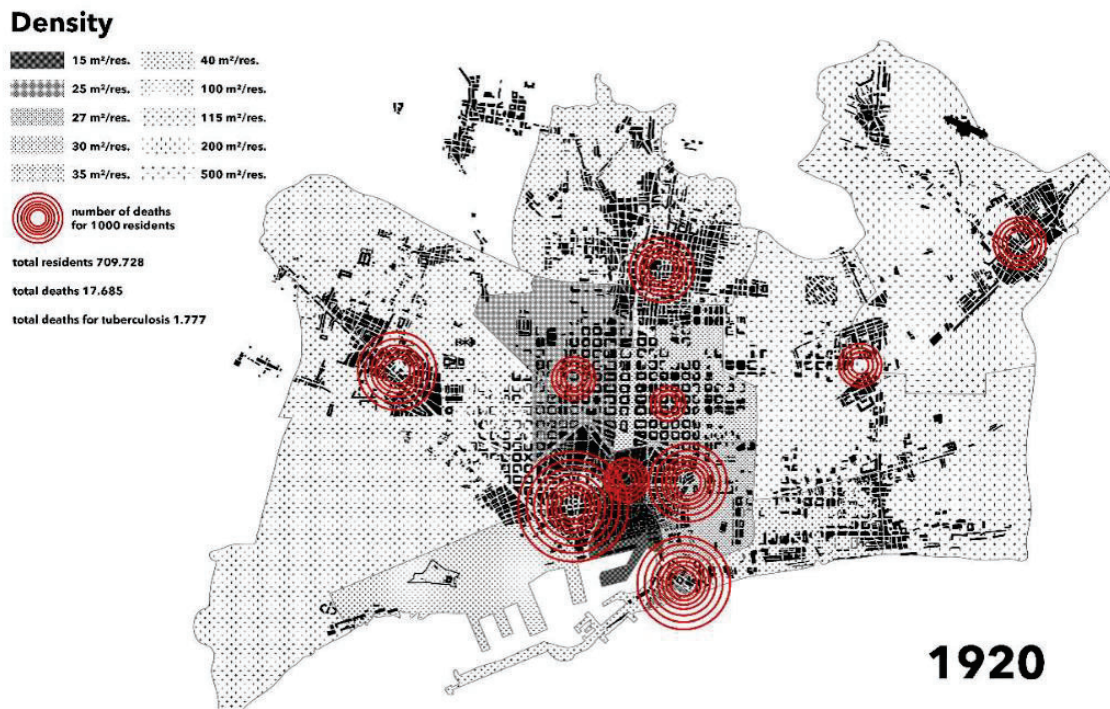 Density
15 m²/res.
40 m²/res.
25 m²/res.
100 m²/res.
27 m²/res.
115 m²/res.
30 m²/res.
200 m²/res.
35 m²/res.
500 m²/res.
number of deaths
for 1000 residents
total residents 709.728
total deaths 17.685
total deaths for tuberculosis 1.777
1920